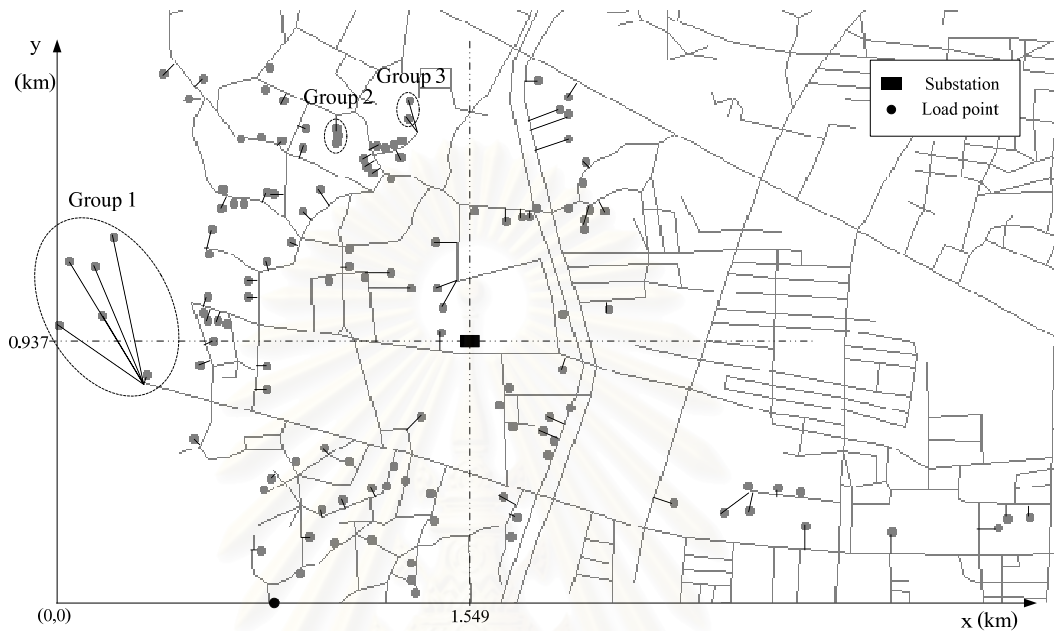 y
(km)
Group 3
Group 2
Substation
Load point
Group 1
0.937
(0,0)
1.549
x (km)